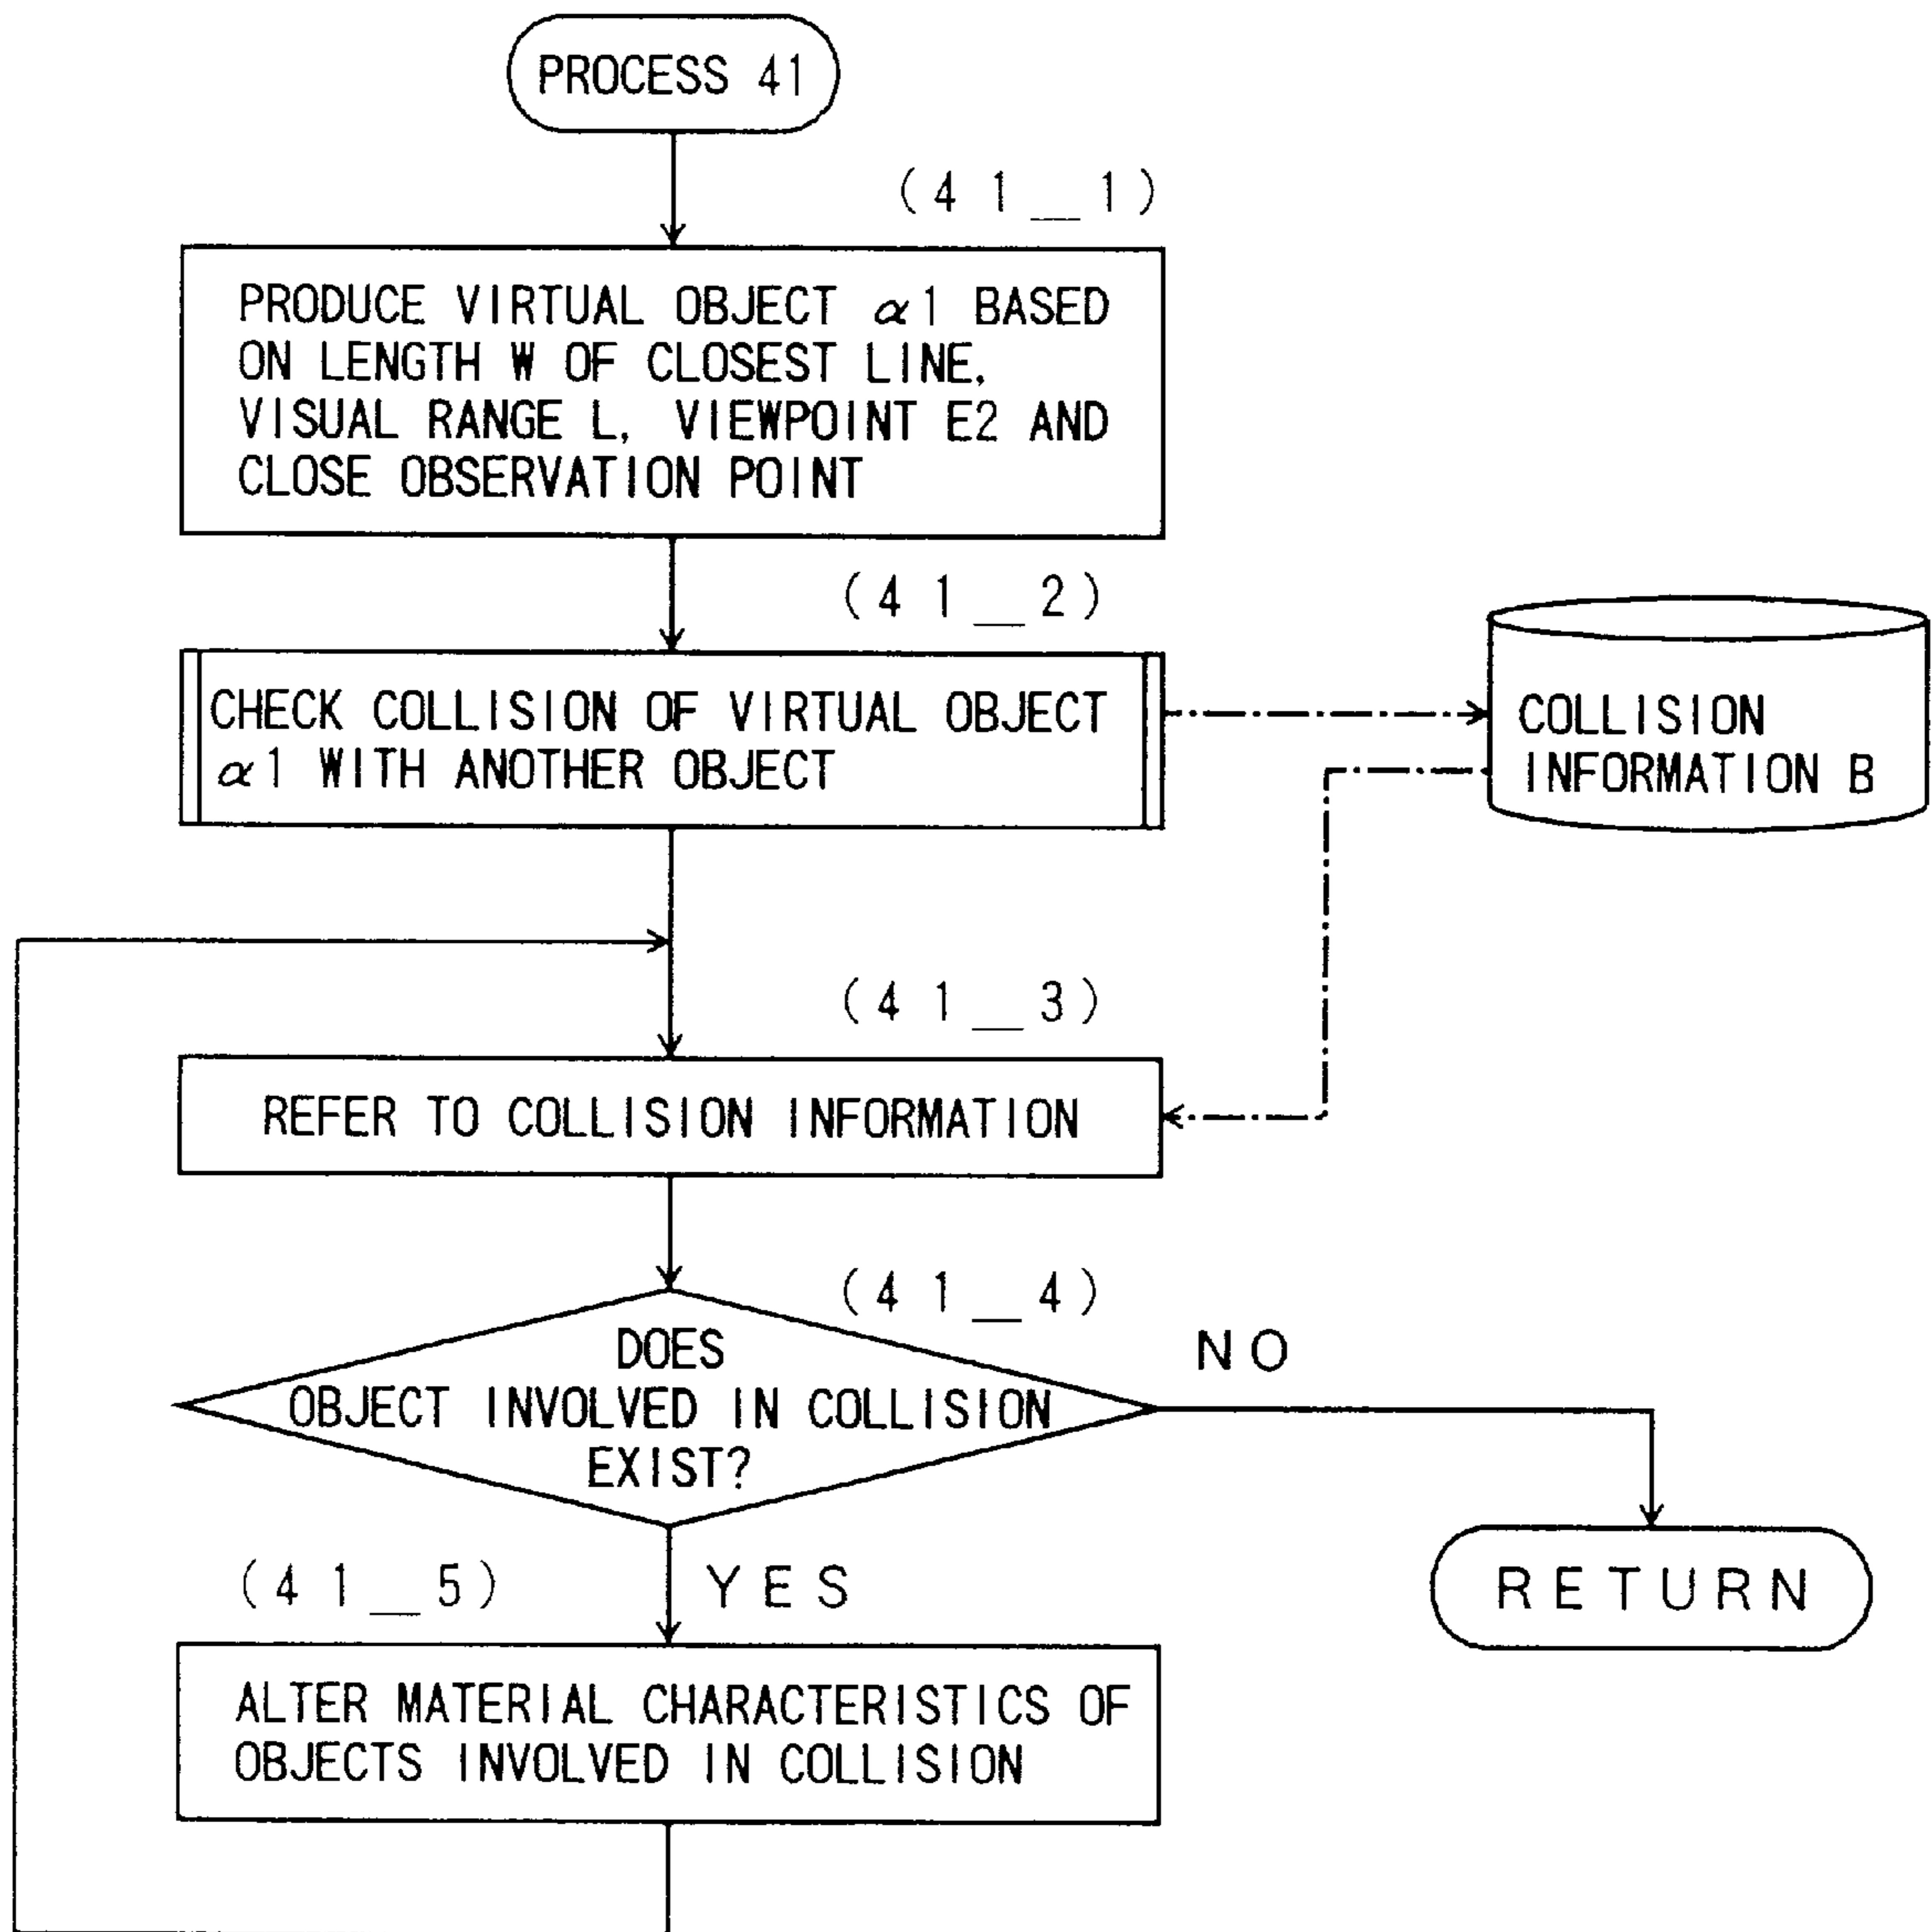 PROCESS 41
(41_1)
PRODUCE VIRTUAL OBJECT α1 BASED
ON LENGTH W OF CLOSEST LINE,
VISUAL RANGE L, VIEWPOINT E2 AND
CLOSE OBSERVATION POINT
(41_2)
CHECK COLLISION OF VIRTUAL OBJECT
α1 WITH ANOTHER OBJECT
COLLISION
INFORMATION B
(41_3)
REFER TO COLLISION INFORMATION
(41_4)
DOES
OBJECT INVOLVED IN COLLISION
EXIST?
NO
(41_5)
YES
RETURN
ALTER MATERIAL CHARACTERISTICS OF
OBJECTS INVOLVED IN COLLISION